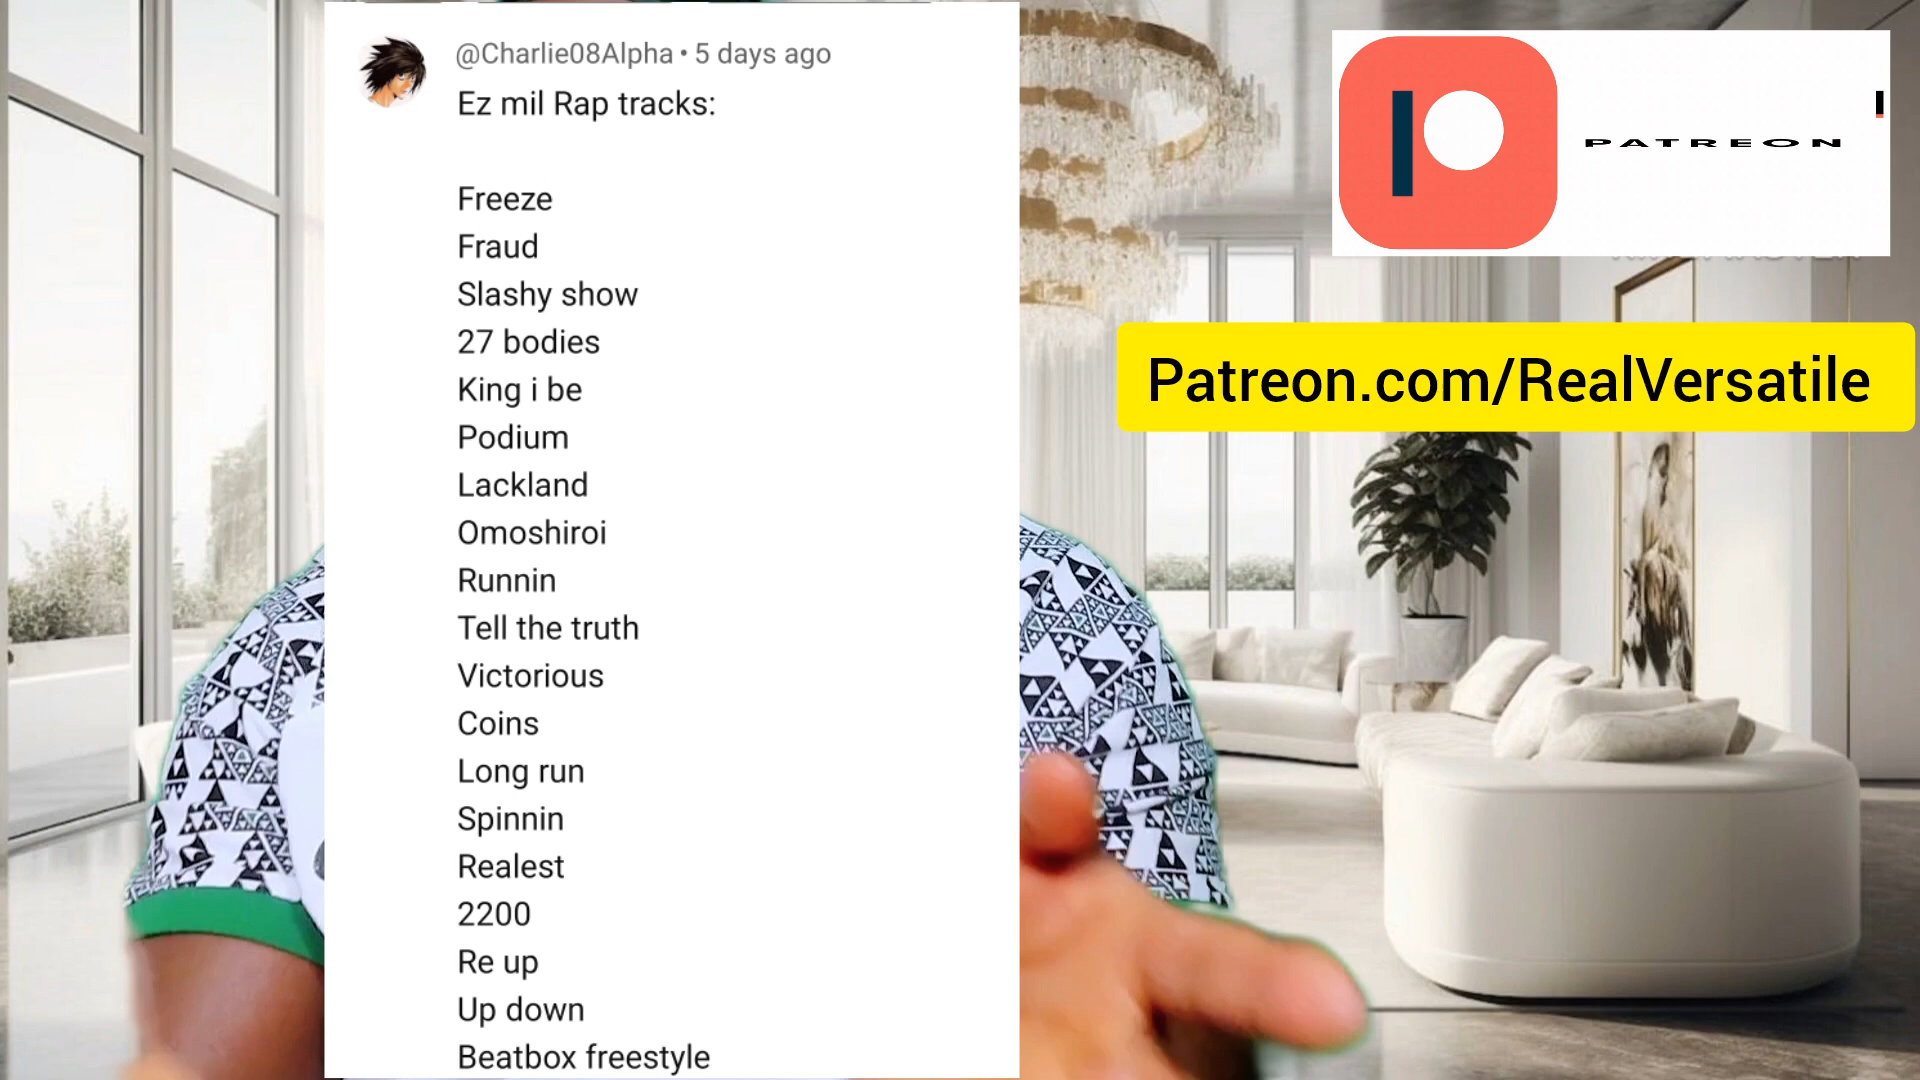 @Charlie08Alpha • 5 days ago
Ez mil Rap tracks:
Freeze
Fraud
Slashy show
27 bodies
King i be
Podium
Lackland
Omoshiroi
Runnin
Tell the truth
Victorious
Coins
Long run
Spinnin
Realest
2200
Re up
Up down
Beatbox freestyle
PATREON
Patreon.com/RealVersatile